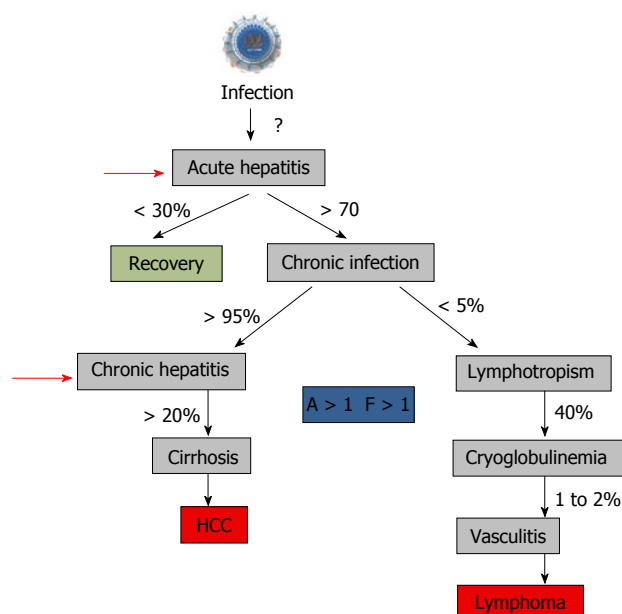 Infection
?
Acute hepatitis
< 30%
> 70
Recovery
Chronic infection
> 95%
< 5%
Chronic hepatitis
Lymphotropism
A > 1 F > 1
> 20%
40%
Cirrhosis
Cryoglobulinemia
1 to 2%
HCC
Vasculitis
Lymphoma